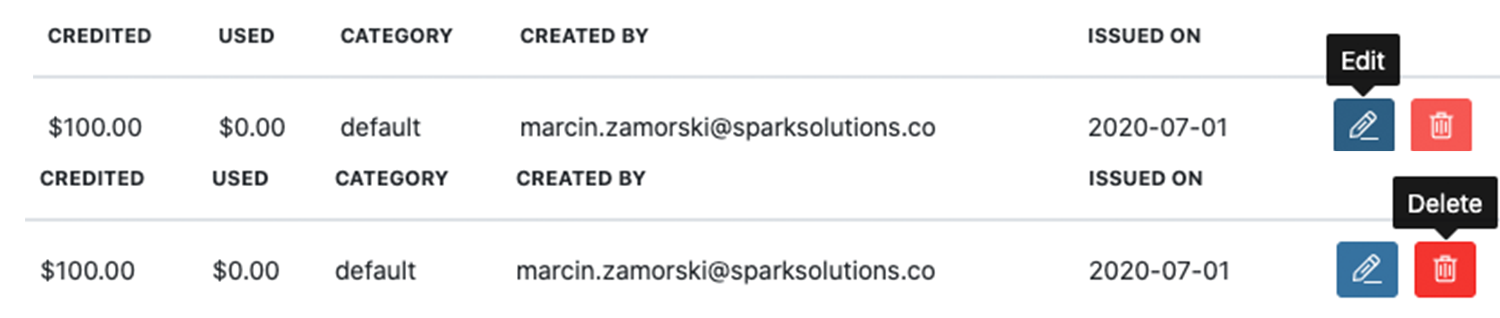 CREDITED USED CATEGORY CREATED BY ISSUED ON
Edit
$100.00 $0.00 default marcin.zamorski@sparksolutions.co 2020-07-01
CREDITED USED CATEGORY CREATED BY ISSUED ON
Delete
$100.00 $0.00 default marcin.zamorski@sparksolutions.co 2020-07-01